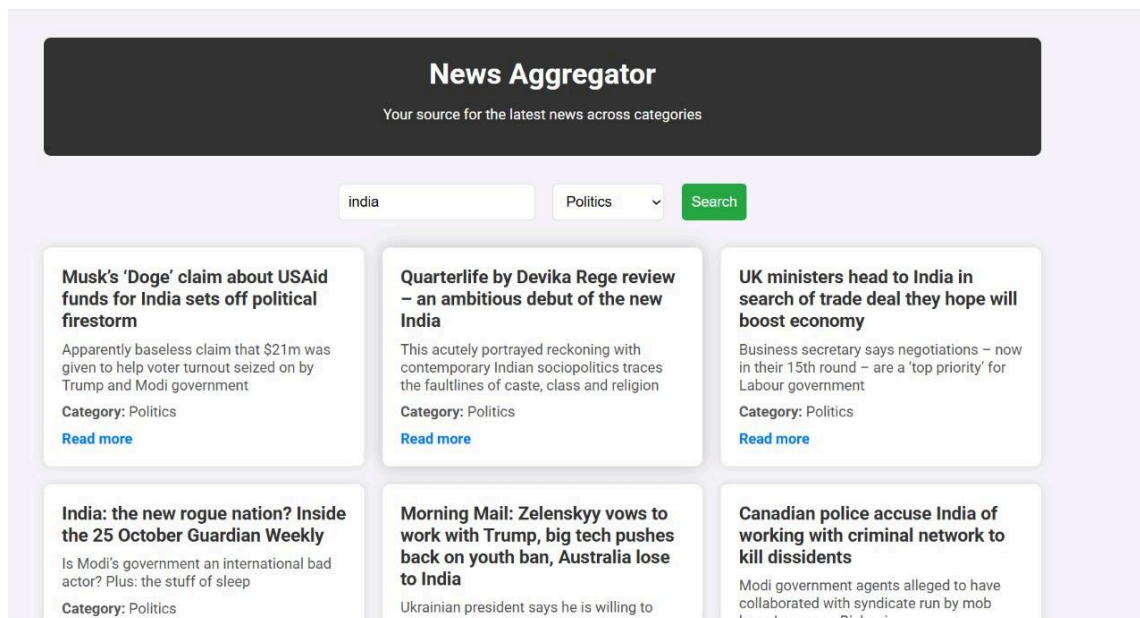 News Aggregator
Your source for the latest news across categories
india
Politics
Search
Musk’s ‘Doge’ claim about USAid
funds for India sets off political
firestorm
Apparently baseless claim that $21m was
given to help voter turnout seized on by
Trump and Modi government
Category: Politics
Read more
Quarterlife by Devika Rege review
– an ambitious debut of the new
India
This acutely portrayed reckoning with
contemporary Indian sociopolitics traces
the faultlines of caste, class and religion
Category: Politics
Read more
UK ministers head to India in
search of trade deal they hope will
boost economy
Business secretary says negotiations – now
in their 15th round – are a ‘top priority’ for
Labour government
Category: Politics
Read more
India: the new rogue nation? Inside
the 25 October Guardian Weekly
Is Modi’s government an international bad
actor? Plus: the stuff of sleep
Category: Politics
Morning Mail: Zelenskyy vows to
work with Trump, big tech pushes
back on youth ban, Australia lose
to India
Ukrainian president says he is willing to
Canadian police accuse India of
working with criminal network to
kill dissidents
Modi government agents alleged to have
collaborated with syndicate run by mob